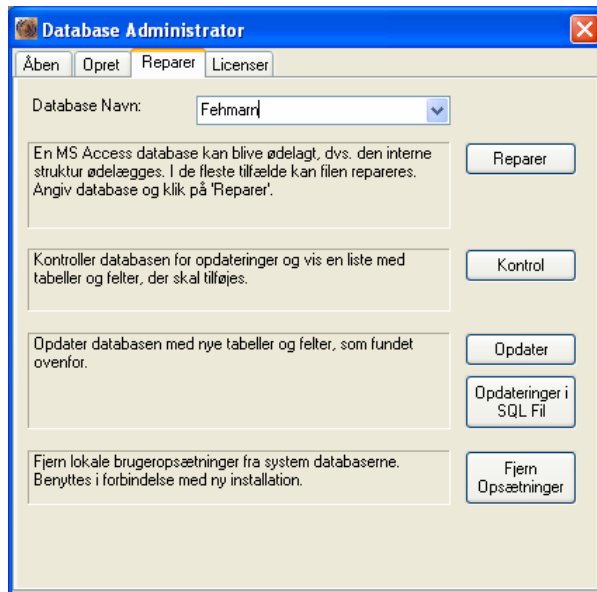 Database Administrator
Åben Opret Reparer Licenser
Database Navn: Fehmarn
En MS Access database kan blive ødelagt, dvs. den interne
struktur ødelægges. I de fleste tilfælde kan filen repareres.
Angiv database og klik på 'Reparer'.
Reparer
Kontroller databasen for opdateringer og vis en liste med
tabeller og felter, der skal tilføjes.
Kontrol
Opdater databasen med nye tabeller og felter, som fundet
ovenfor.
Opdater
Opdateringer i
SQL Fil
Fjern lokale brugeropsætninger fra system databaserne.
Benyttes i forbindelse med ny installation.
Fjern
Opsætninger